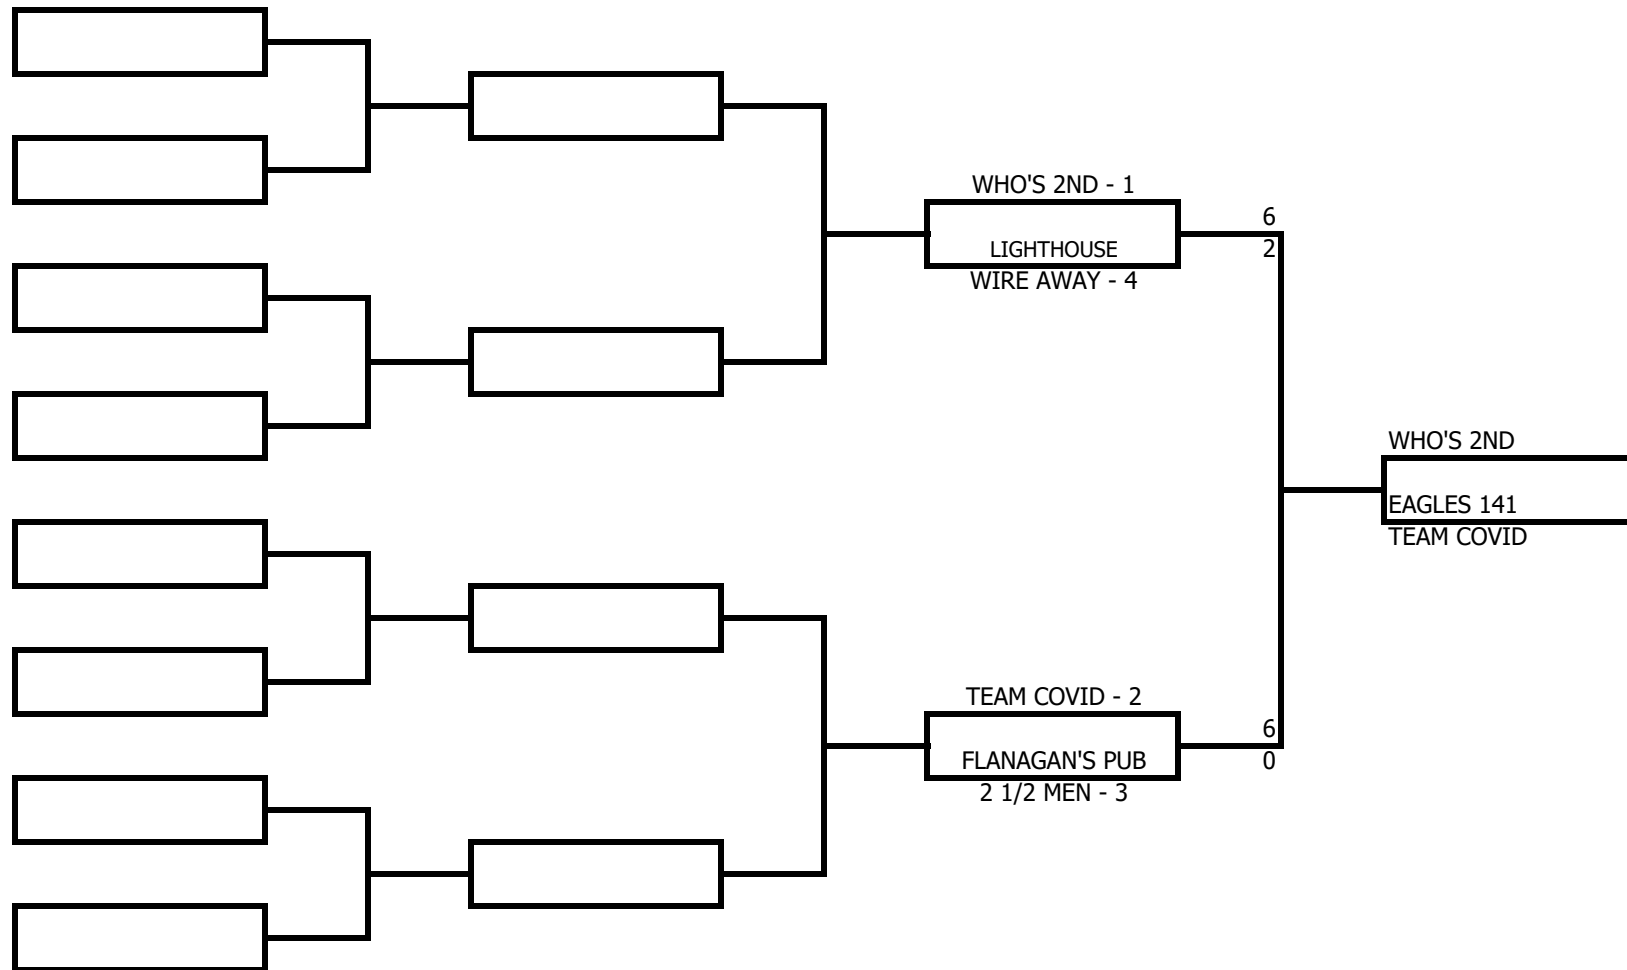 WHO'S 2ND - 1
6
2
LIGHTHOUSE
WIRE AWAY - 4
WHO'S 2ND
EAGLES 141
TEAM COVID
TEAM COVID - 2
6
0
FLANAGAN'S PUB
2 1/2 MEN - 3